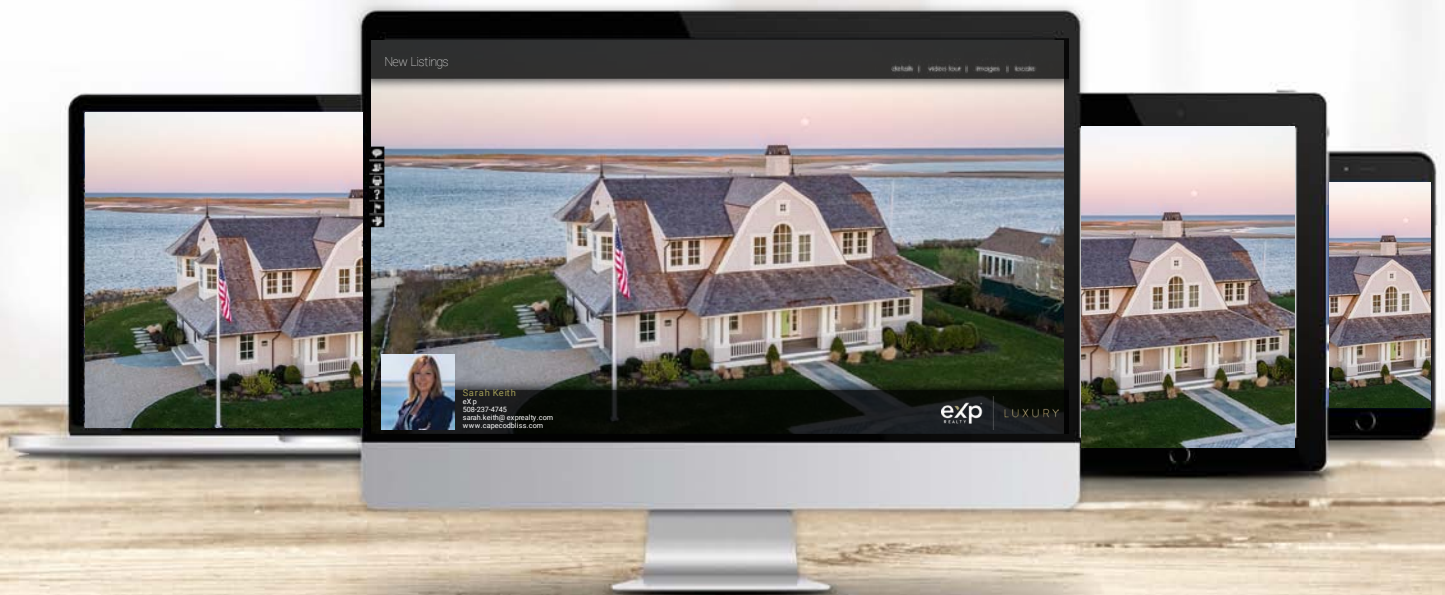 New Listings
details | video tour | images | locale
Sarah Keith
eXp
508-237-4745
sarah.keith@exprealty.com
www.capecodbliss.com
eXp
REALTY
LUXURY